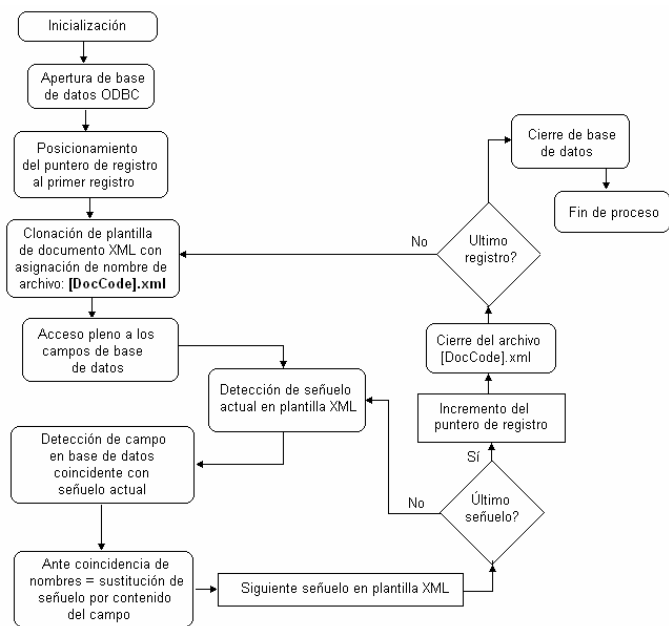 Inicialización
Apertura de base
de datos ODBC
Posicionamiento
del puntero de registro
al primer registro
Clonación de plantilla
de documento XML con
asignación de nombre de
archivo: [DocCode].xml
Acceso pleno a los
campos de base
de datos
Detección de señuelo
actual en plantilla XML
Detección de campo
en base de datos
coincidente con
señuelo actual
Ante coincidencia de
nombres = sustitución de
señuelo por contenido
del campo
Siguiente señuelo en plantilla XML
Último
señuelo?
No
Sí
Incremento del
puntero de registro
Cierre del archivo
[DocCode].xml
Ultimo
registro?
No
Cierre de base
de datos
Fin de proceso